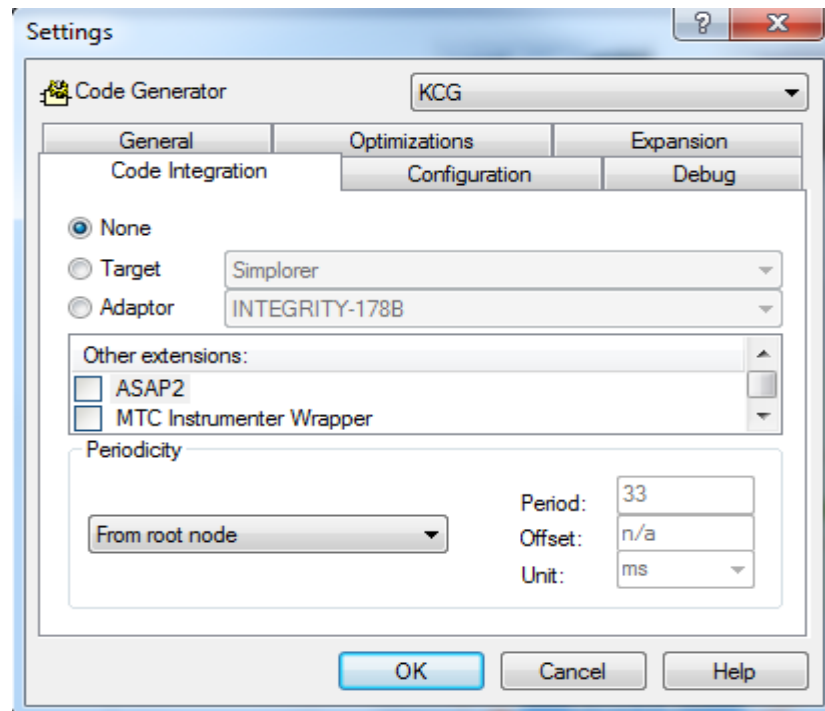 Settings
?
Code Generator KCG
General Optimizations Expansion
Code Integration Configuration Debug
None
Target Simplorer
Adaptor INTEGRITY-178B
Other extensions:
ASAP2
MTC Instrumenter Wrapper
Periodicity
From root node
Period: 33
Offset: n/a
Unit: ms
OK Cancel Help